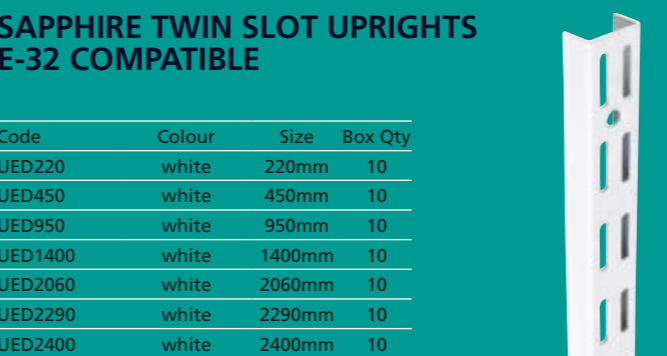 SAPPHIRE TWIN SLOT UPRIGHTS
E-32 COMPATIBLE
Code Colour Size Box Qty
UED220 white 220mm 10
UED450 white 450mm 10
UED950 white 950mm 10
UED1400 white 1400mm 10
UED2060 white 2060mm 10
UED2290 white 2290mm 10
UED2400 white 2400mm 10